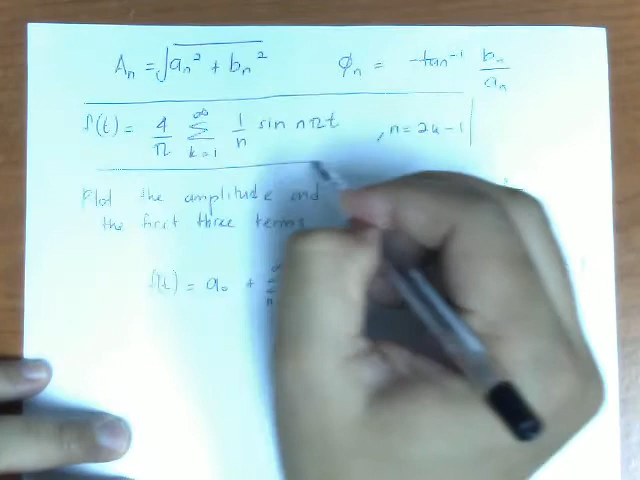 Aₙ = √(aₙ² + bₙ²) φₙ = -tan⁻¹ bₙ/aₙ
f(t) = 4/π ∑ k=1 ∞ 1/n sin nπt , n = 2k-1
Plot the amplitude and
the first three terms
f(t) = a₀ +